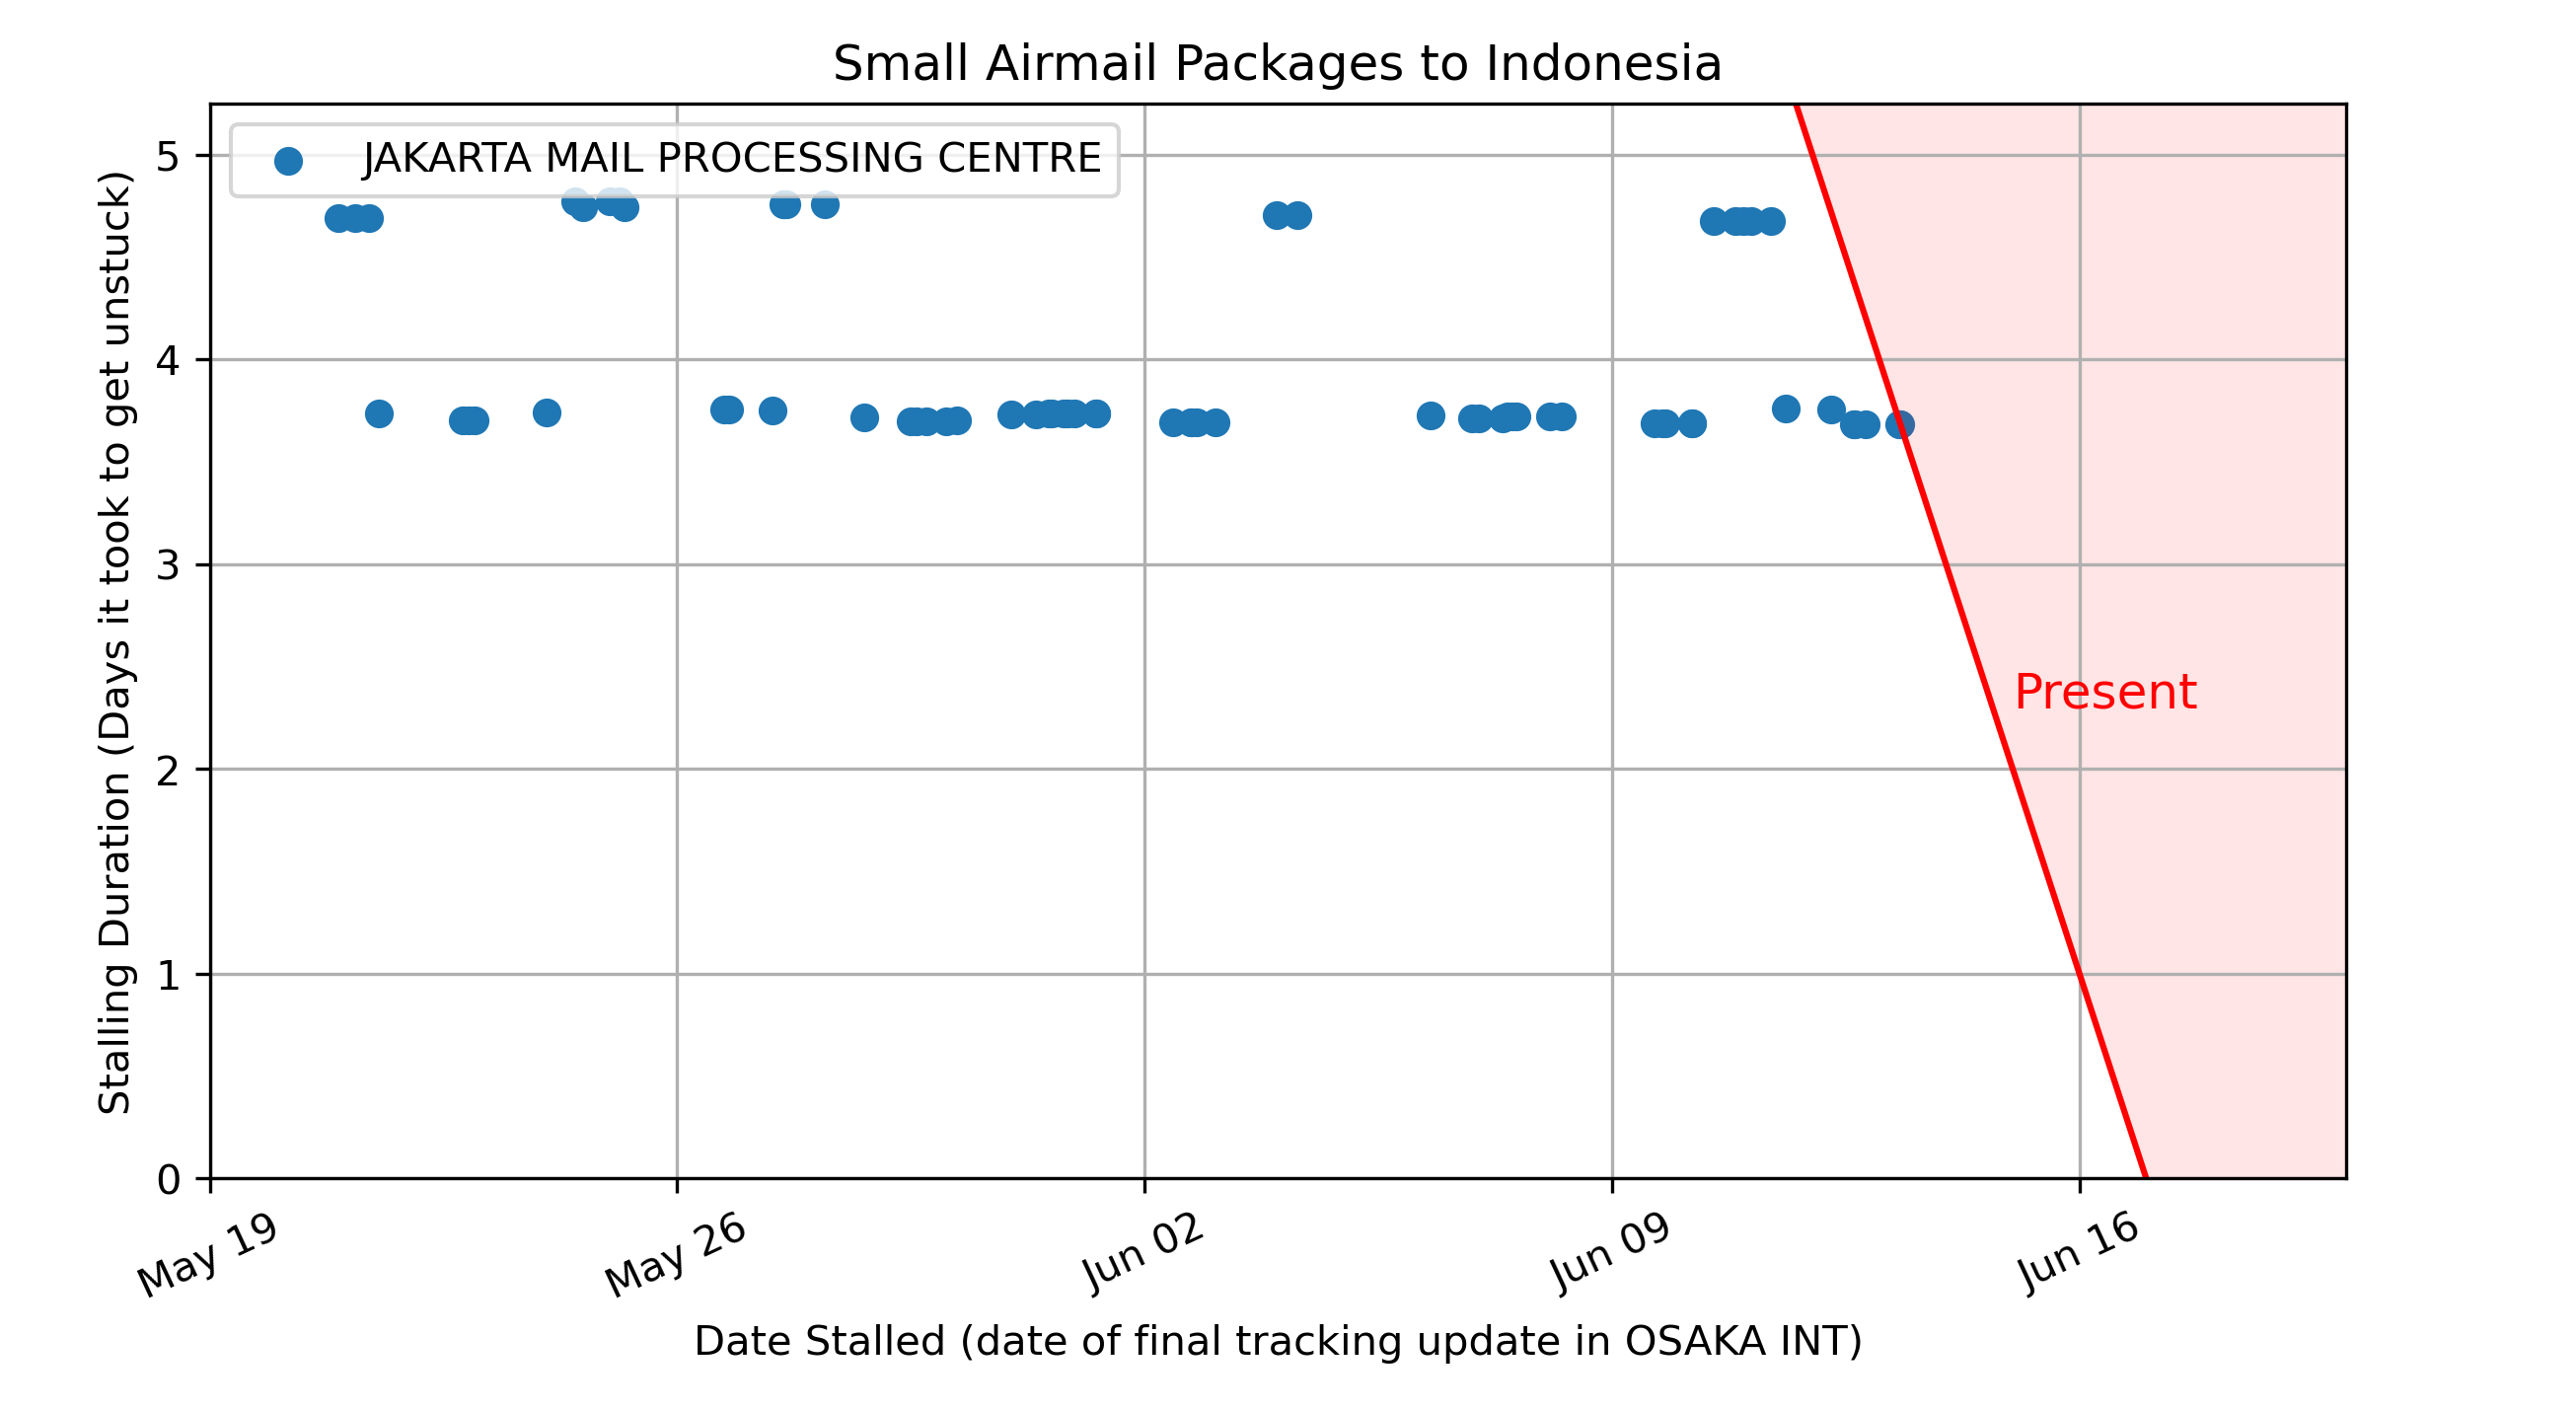 Small Airmail Packages to Indonesia
JAKARTA MAIL PROCESSING CENTRE
Stalling Duration (Days it took to get unstuck)
5
4
3
2
1
0
Present
May 19
May 26
Jun 02
Jun 09
Jun 16
Date Stalled (date of final tracking update in OSAKA INT)